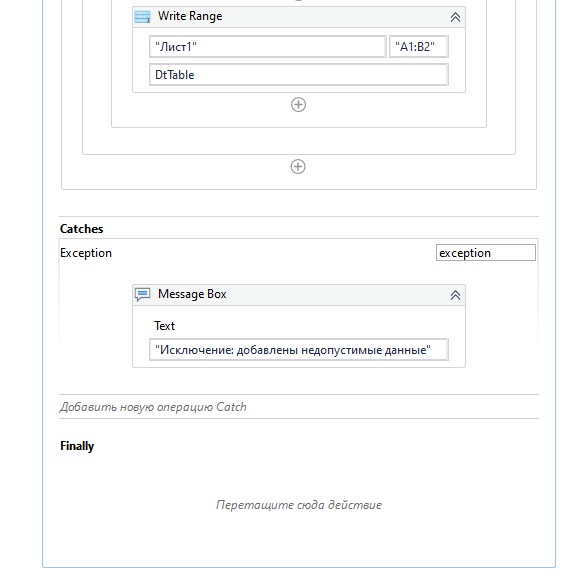 Write Range
"Лист1" "A1:B2"
DtTable
Catches
Exception exception
Message Box
Text
"Исключение: добавлены недопустимые данные"
Добавить новую операцию Catch
Finally
Перетащите сюда действие